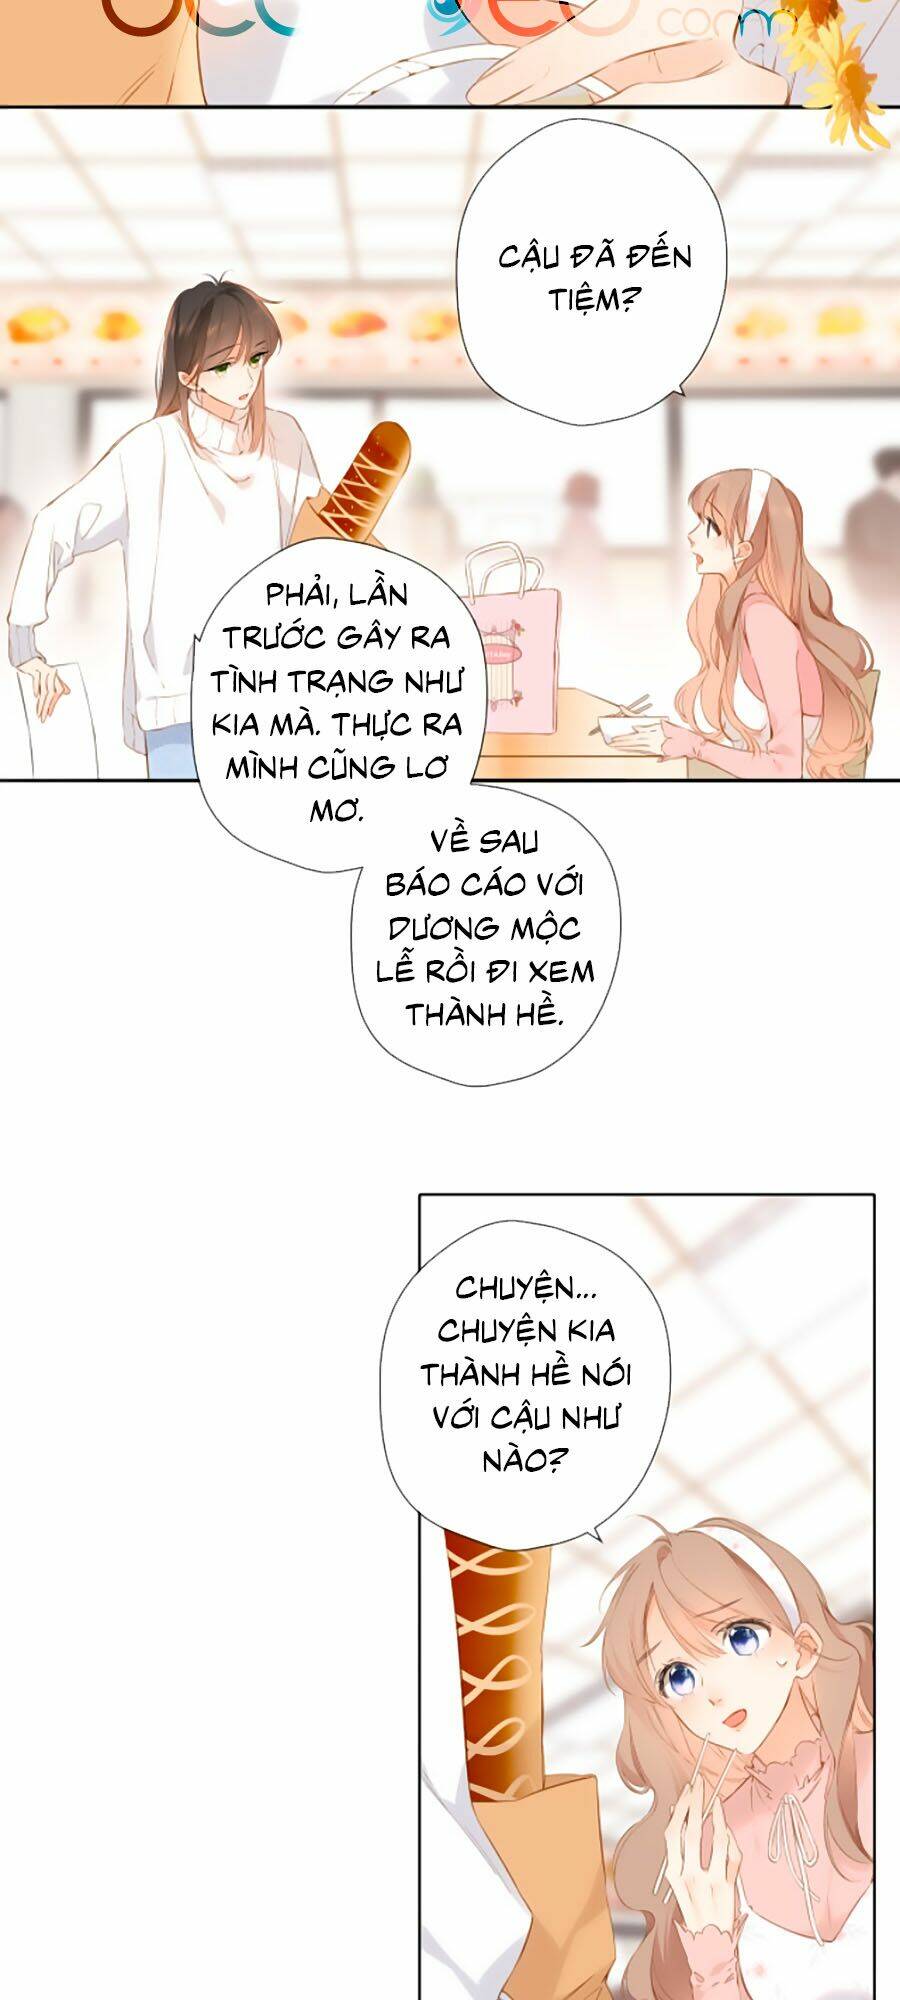 CẬU ĐÃ ĐẾN
TIỆM?
PHẢI, LẦN
TRƯỚC GÂY RA
TÌNH TRẠNG NHƯ
KIA MÀ. THỰC RA
MÌNH CŨNG LƠ
MƠ.
VỀ SAU
BÁO CÁO VỚI
DƯƠNG MỘC
LỄ RỒI ĐI XEM
THÀNH HỀ.
CHUYỆN...
CHUYỆN KIA
THÀNH HỀ NÓI
VỚI CẬU NHƯ
NÀO?